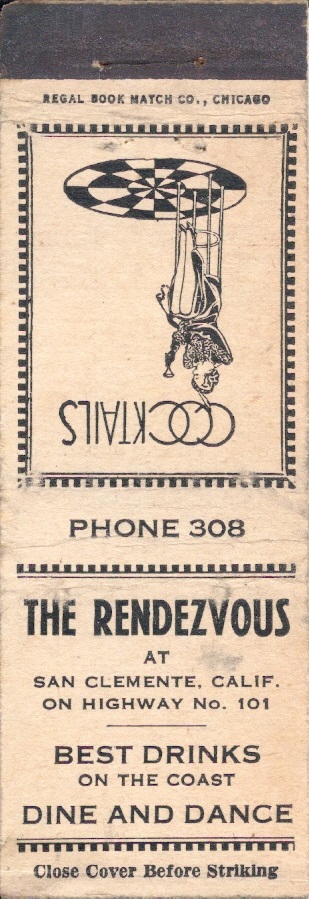 REGAL BOOK MATCH CO., CHICAGO
COCKTAILS
PHONE 308
THE RENDEZVOUS
AT
SAN CLEMENTE, CALIF.
ON HIGHWAY No. 101
BEST DRINKS
ON THE COAST
DINE AND DANCE
Close Cover Before Striking